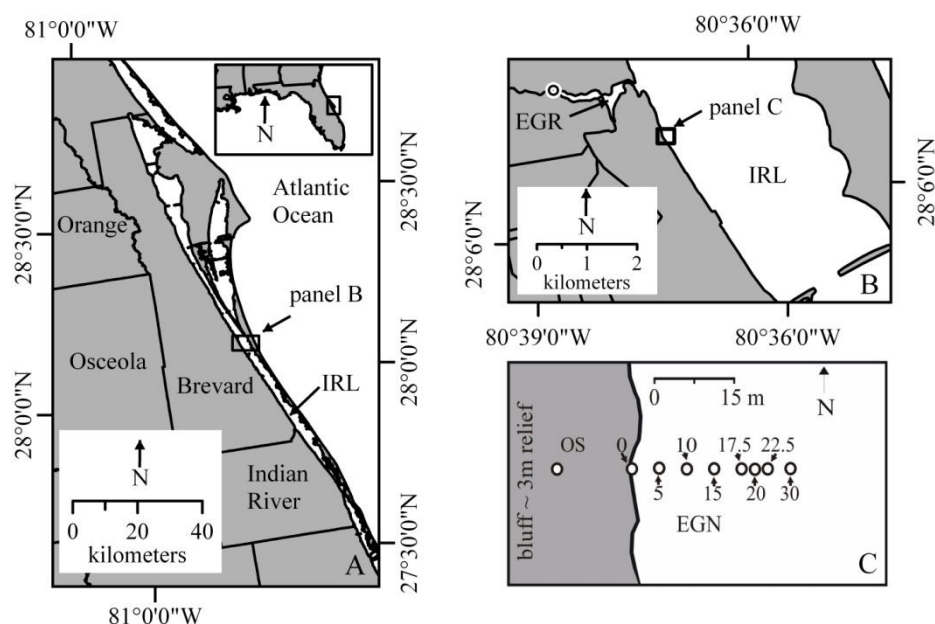 81°0'0"W
N
Atlantic
Ocean
28°30'0"N
Orange
28°30'0"N
panel B
Osceola
Brevard
IRL
28°0'0"N
28°0'0"N
Indian
River
N
0 20 40
kilometers
A
27°30'0"N
81°0'0"W
80°36'0"W
EGR
panel C
IRL
28°6'0"N
28°6'0"N
N
0 1 2
kilometers
B
80°39'0"W
80°36'0"W
0 15 m
N
bluff ~ 3m relief
OS
0 10 17.5 22.5
5 15 20 30
EGN
C